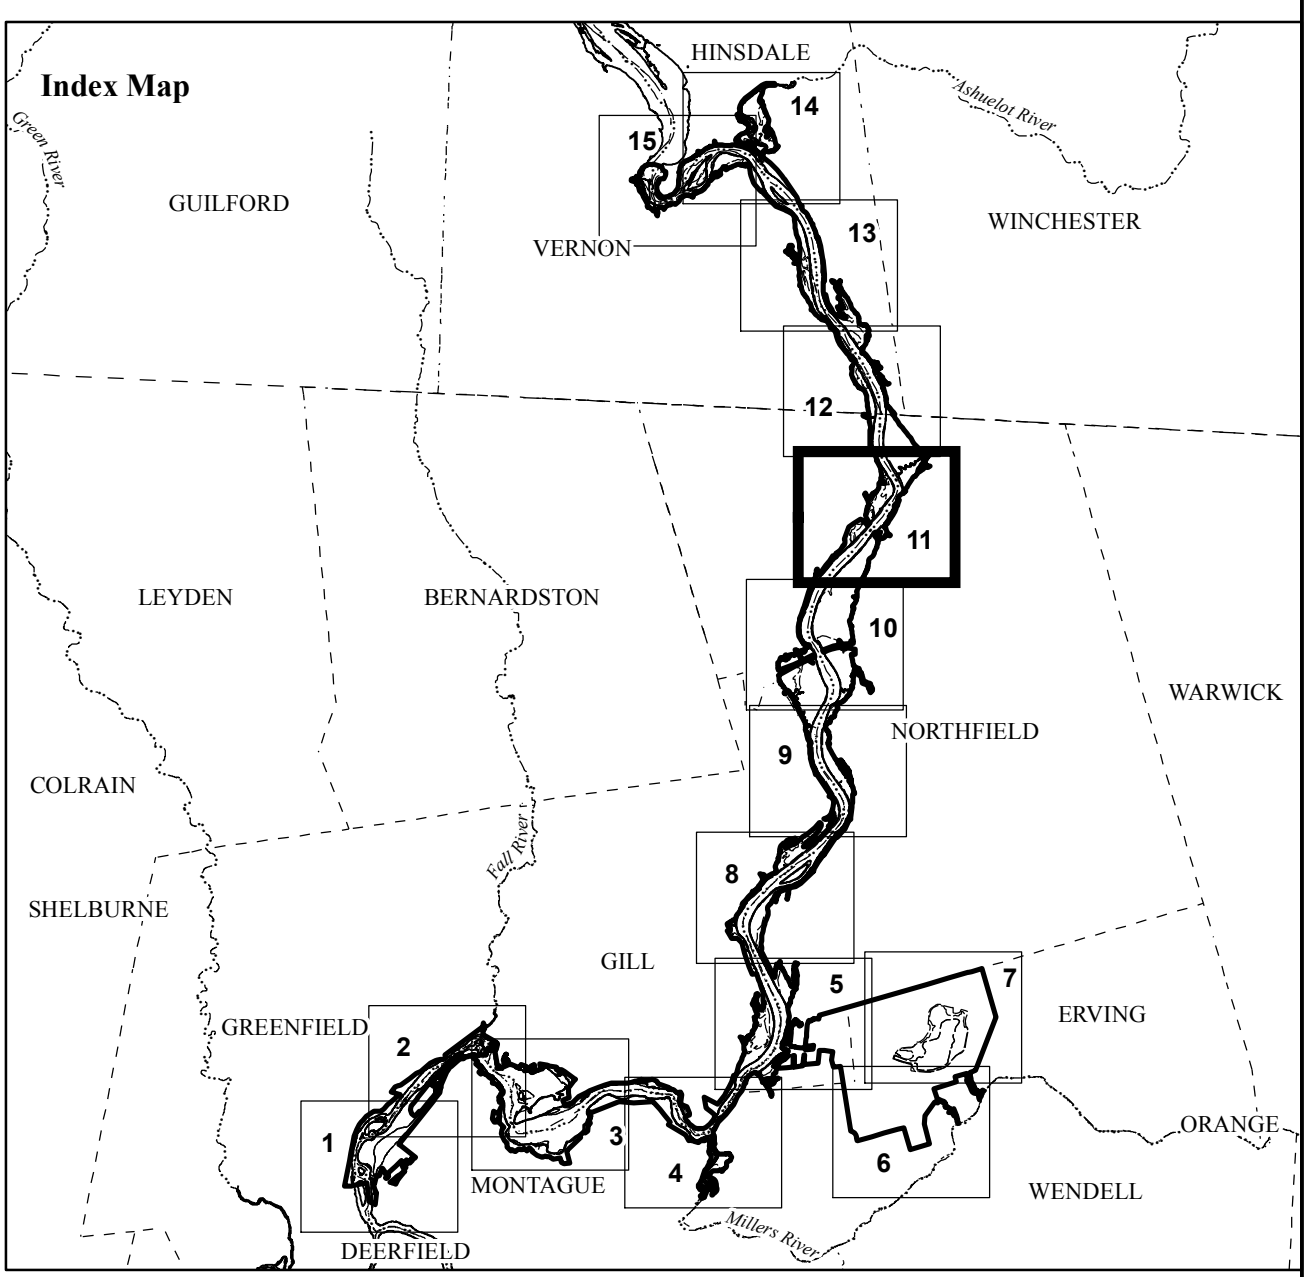 HINSDALE
Index Map
14
Ashuelot River
Green River
15
GUILFORD
WINCHESTER
13
VERNON
12
11
LEYDEN
BERNARDSTON
10
WARWICK
NORTHFIELD
9
COLRAIN
Fall River
8
SHELBURNE
GILL
7
5
ERVING
GREENFIELD
2
ORANGE
3
1
6
4
MONTAGUE
WENDELL
Millers River
DEERFIELD